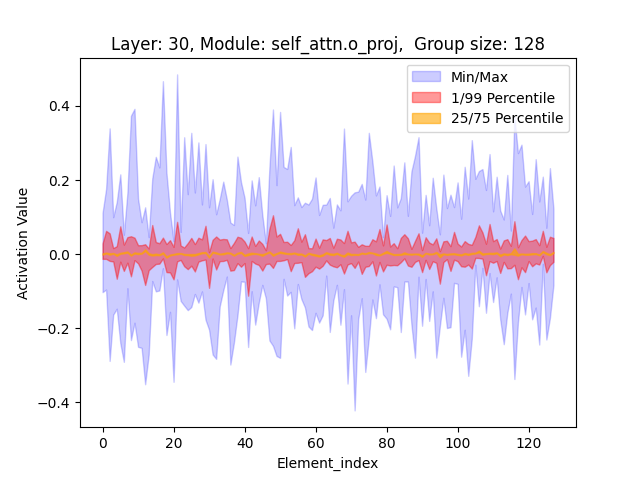 Layer: 30, Module: self_attn.o_proj,  Group size: 128
Min/Max
1/99 Percentile
25/75 Percentile
Activation Value
0.4
0.2
0.0
−0.2
−0.4
0 20 40 60 80 100 120
Element_index